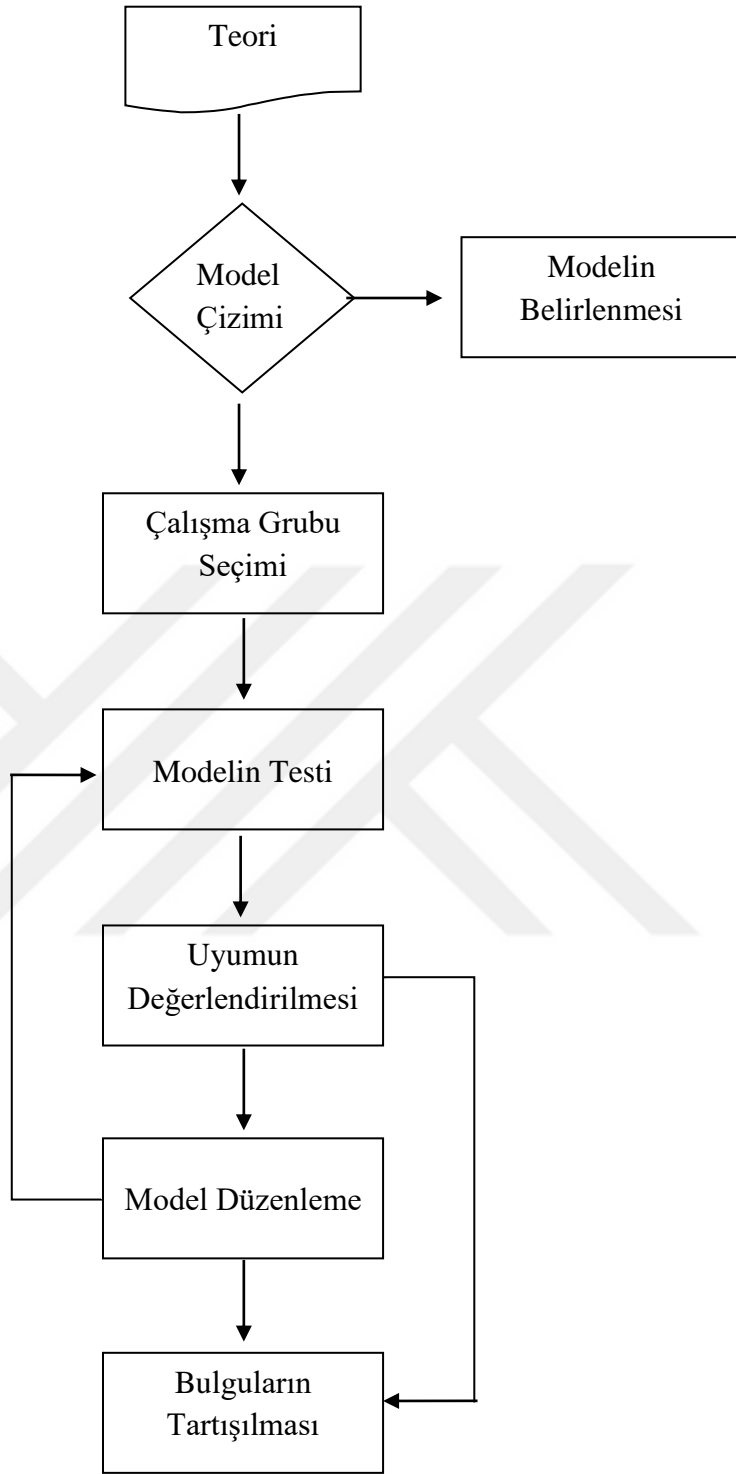 Teori
Model
Çizimi
Modelin
Belirlenmesi
Çalışma Grubu
Seçimi
Modelin Testi
Uyumun
Değerlendirilmesi
Model Düzenleme
Bulguların
Tartışılması